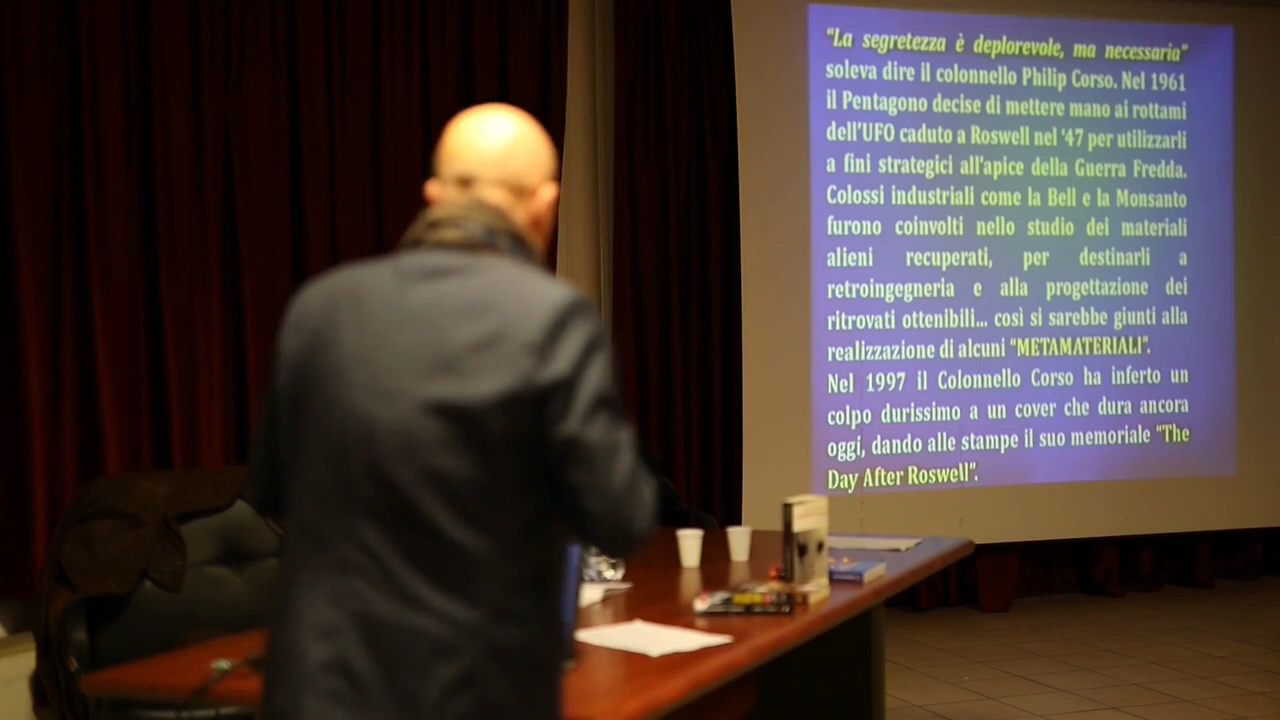 "La segretezza è deplorevole, ma necessaria"
soleva dire il colonnello Philip Corso. Nel 1961
il Pentagono decise di mettere mano ai rottami
dell'UFO caduto a Roswell nel '47 per utilizzarli
a fini strategici all'apice della Guerra Fredda.
Colossi industriali come la Bell e la Monsanto
furono coinvolti nello studio dei materiali
alieni recuperati, per destinarli a
retroingegneria e alla progettazione dei
ritrovati ottenibili... così si sarebbe giunti alla
realizzazione di alcuni "METAMATERIALI".
Nel 1997 il Colonnello Corso ha inferto un
colpo durissimo a un cover che dura ancora
oggi, dando alle stampe il suo memoriale "The
Day After Roswell".